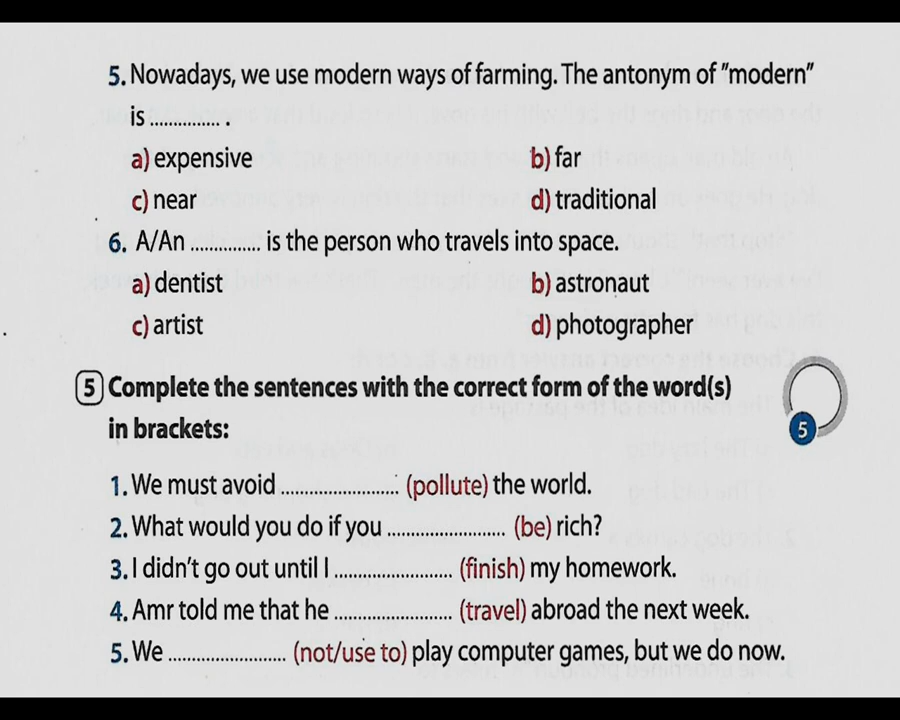 5. Nowadays, we use modern ways of farming. The antonym of "modern"
is ............ .
a) expensive b) far
c) near d) traditional
6. A/An ........ is the person who travels into space.
a) dentist b) astronaut
c) artist d) photographer
5 Complete the sentences with the correct form of the word(s)
in brackets:
5
1. We must avoid ..................... (pollute) the world.
2. What would you do if you ...................... (be) rich?
3. I didn't go out until I ..................... (finish) my homework.
4. Amr told me that he ..................... (travel) abroad the next week.
5. We ..................... (not/use to) play computer games, but we do now.